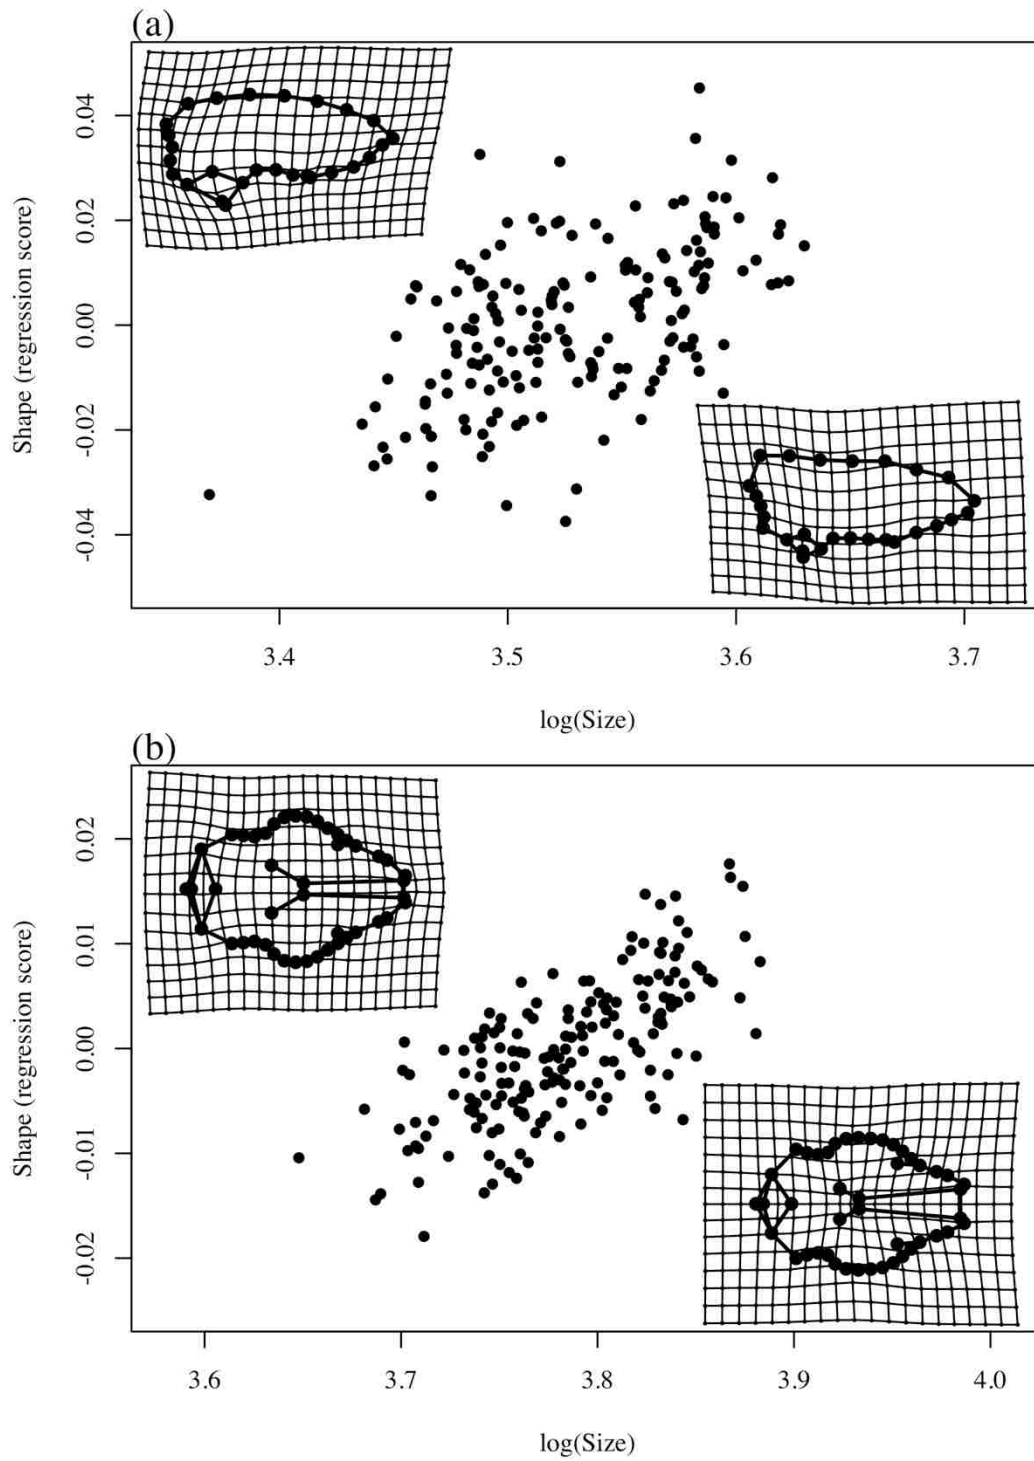 (a)
Shape (regression score)
0.04
0.02
0.00
-0.02
-0.04
3.4 3.5 3.6 3.7
log(Size)
(b)
Shape (regression score)
0.02
0.01
0.00
-0.01
-0.02
3.6 3.7 3.8 3.9 4.0
log(Size)